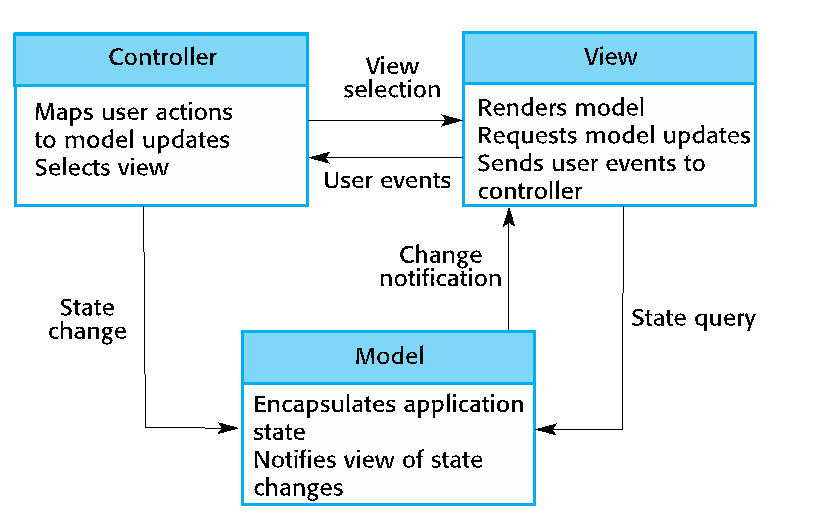 Controller
Maps user actions
to model updates
Selects view
View
selection
User events
View
Renders model
Requests model updates
Sends user events to
controller
Change
notification
State
change
State query
Model
Encapsulates application
state
Notifies view of state
changes